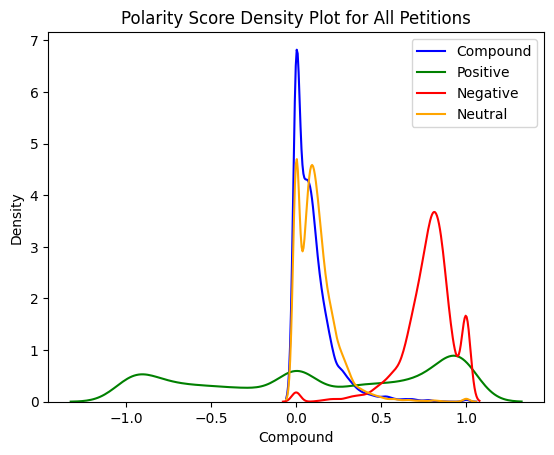 Polarity Score Density Plot for All Petitions
7
6
5
4
3
2
1
0
Density
Compound
Positive
Negative
Neutral
−1.0 −0.5 0.0 0.5 1.0
Compound